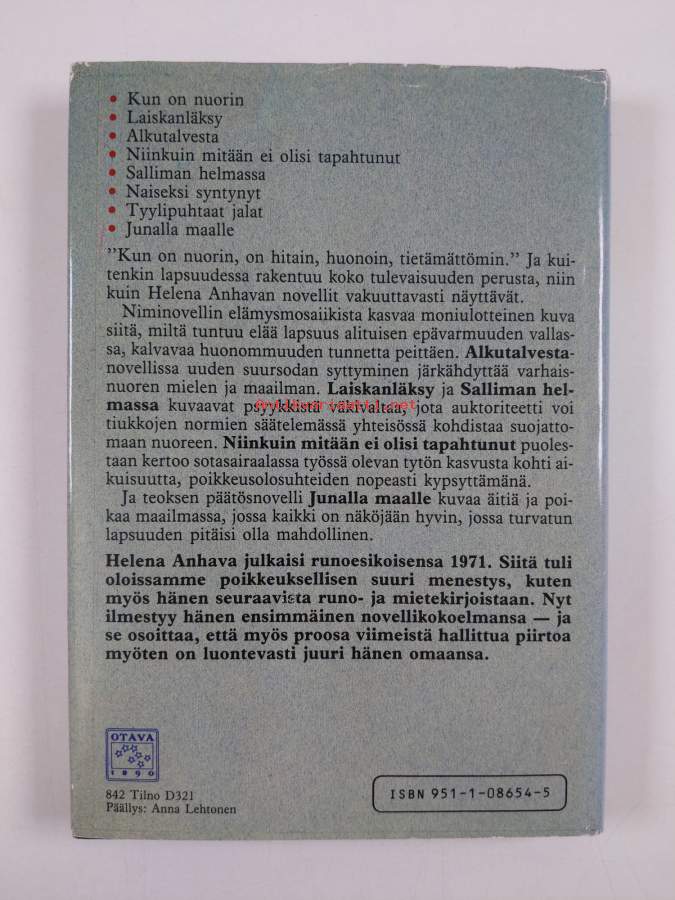 • Kun on nuorin
• Laiskanläksy
• Alkutalvesta
• Niinkuin mitään ei olisi tapahtunut
• Salliman helmassa
• Naiseksi syntynyt
• Tyylipuhtaat jalat
• Junalla maalle
"Kun on nuorin, on hitain, huonoin, tietämättömin." Ja kui-
tenkin lapsuudessa rakentuu koko tulevaisuuden perusta, niin
kuin Helena Anhavan novellit vakuuttavasti näyttävät.
Niminovellin elämysmosaiikista kasvaa moniulotteinen kuva
siitä, miltä tuntuu elää lapsuus alituisen epävarmuuden vallas-
sa, kalvavaa huonommuuden tunnetta peittäen. Alkutalvesta-
novellissa uuden suursodan syttyminen järkähdyttää varhais-
nuoren mielen ja maailman. Laiskanläksy ja Salliman hel-
massa kuvaavat psyykkistä väkivaltaa, jota auktoriteetti voi
tiukkojen normien säätelemässä yhteisössä kohdistaa suojatto-
maan nuoreen. Niinkuin mitään ei olisi tapahtunut puoles-
taan kertoo sotasairaalassa työssä olevan tytön kasvusta kohti ai-
kuisuutta, poikkeusolosuhteiden nopeasti kypsyttämänä.
Ja teoksen päätösnovelli Junalla maalle kuvaa äitiä ja poi-
kaa maailmassa, jossa kaikki on näköjään hyvin, jossa turvatun
lapsuuden pitäisi olla mahdollinen.
Helena Anhava julkaisi runoesikoisensa 1971. Siitä tuli
oloissamme poikkeuksellisen suuri menestys, kuten
myös hänen seuraavista runo- ja mietekirjoistaan. Nyt
ilmestyy hänen ensimmäinen novellikokoelmansa — ja
se osoittaa, että myös proosa viimeistä hallittua piirtoa
myöten on luontevasti juuri hänen omaansa.
OTAVA
1890
842 Tilno D321
Päällys: Anna Lehtonen
ISBN 951-1-08654-5